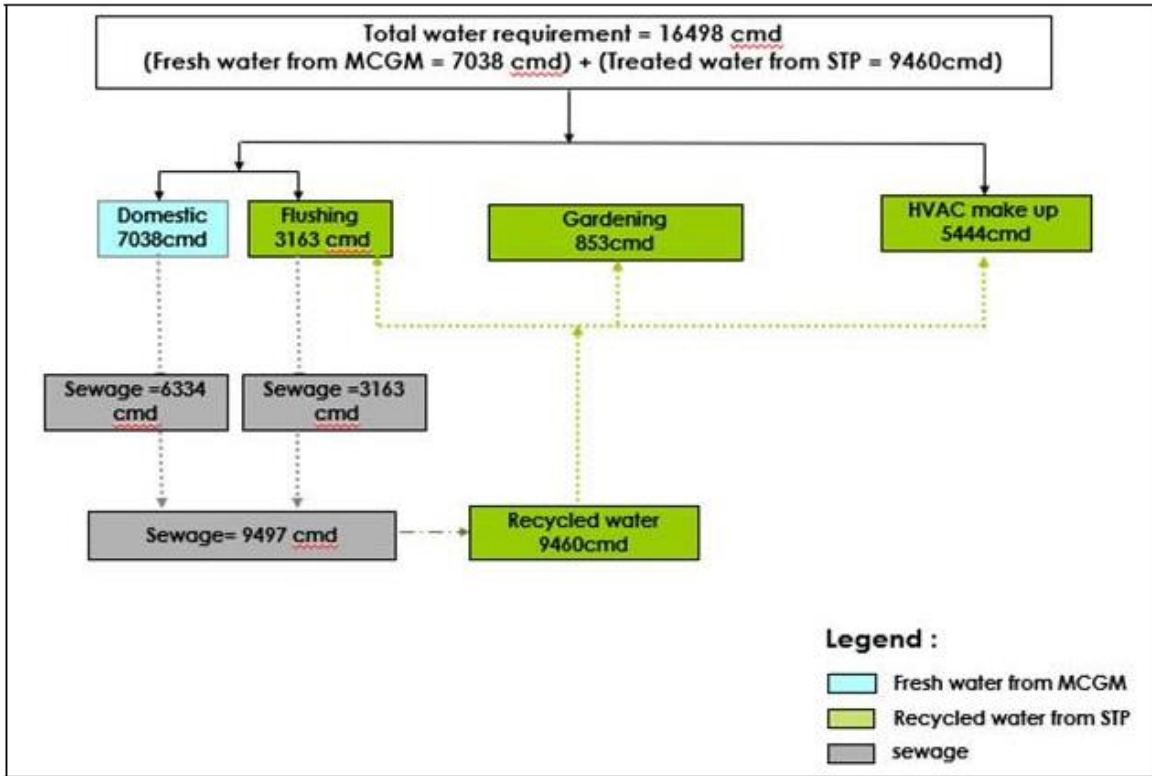 Total water requirement = 16498 cmd
(Fresh water from MCGM = 7038 cmd) + (Treated water from STP = 9460cmd)
Domestic
7038cmd
Flushing
3163 cmd
Gardening
853cmd
HVAC make up
5444cmd
Sewage =6334
cmd
Sewage =3163
cmd
Sewage= 9497 cmd
Recycled water
9460cmd
Legend :
Fresh water from MCGM
Recycled water from STP
sewage